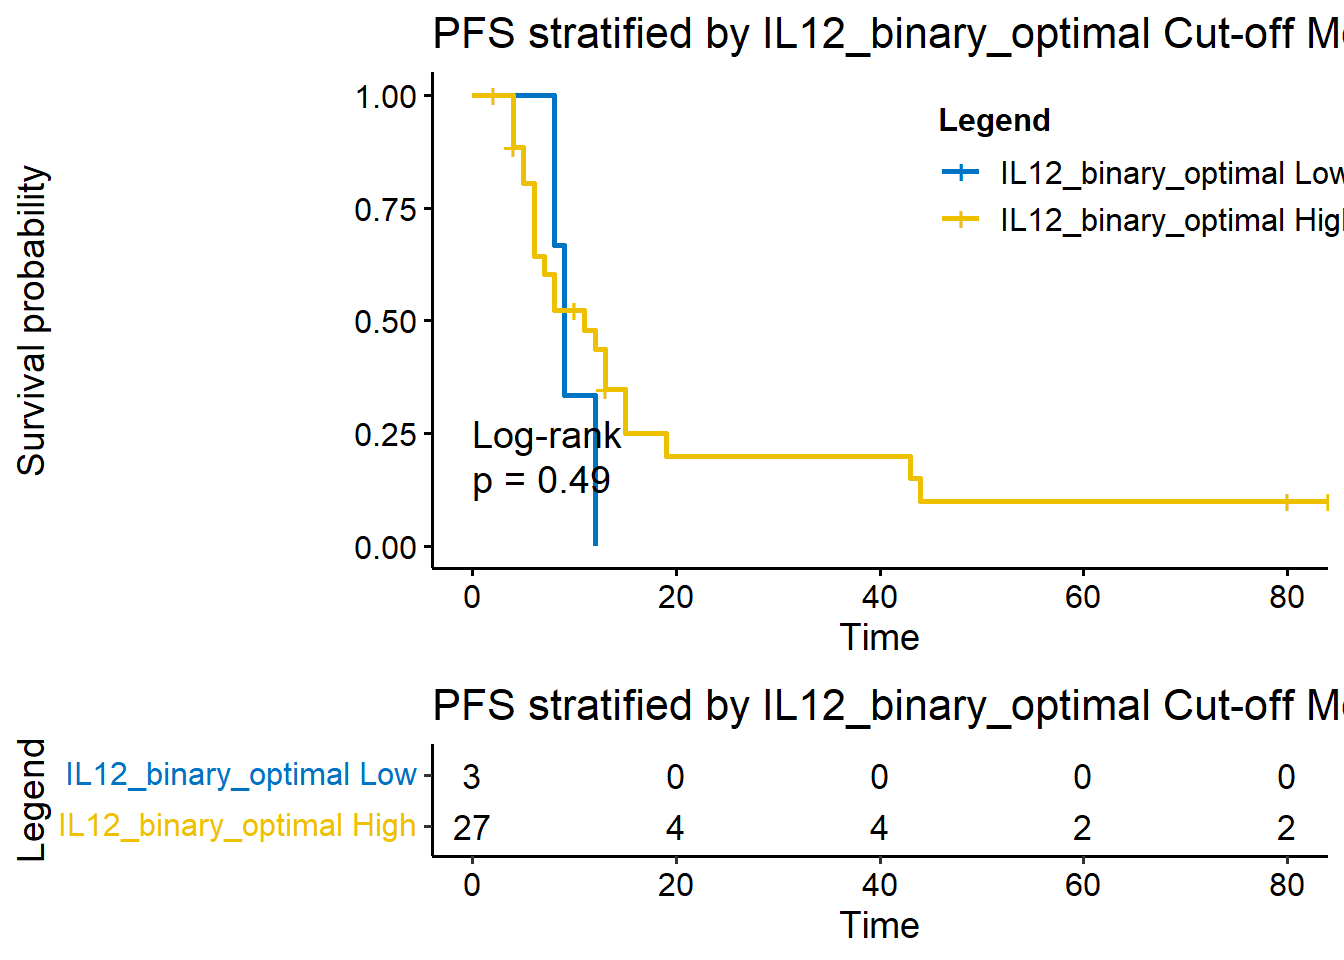 PFS stratified by IL12_binary_optimal Cut-off
Survival probability
1.00
0.75
0.50
0.25
0.00
Legend
IL12_binary_optimal Low
IL12_binary_optimal High
Log-rank
p = 0.49
0 20 40 60 80
Time
PFS stratified by IL12_binary_optimal Cut-off
Legend
IL12_binary_optimal Low 3 0 0 0 0
IL12_binary_optimal High 27 4 4 2 2
0 20 40 60 80
Time